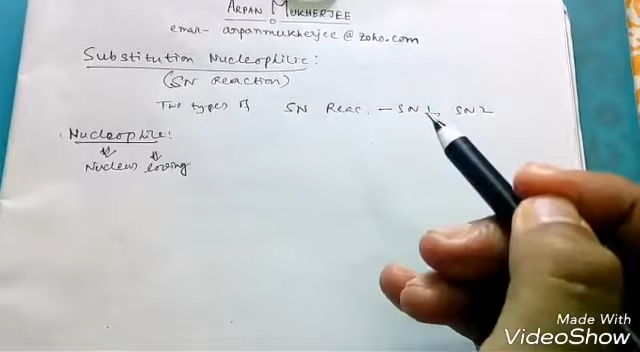 ARPAN MUKHERJEE
email- arpanmukherjee@zoho.com
Substitution Nucleophilic:
(SN REACTION)
Two types of SN Reac. - SN1, SN2
Nucleophile:
Nucleus loving
Made With
VideoShow